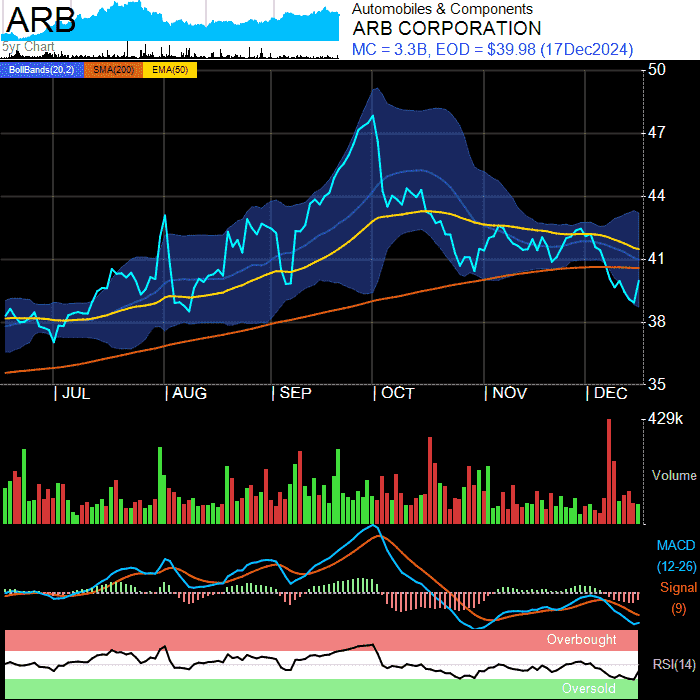 ARB
5yr Chart
Automobiles & Components
ARB CORPORATION
MC = 3.3B, EOD = $39.98 (17Dec2024)
BollBands(20,2) SMA(200) EMA(50)
50
47
44
41
38
35
| JUL | AUG | SEP | OCT | NOV | DEC
429k
Volume
MACD
(12-26)
Signal
(9)
Overbought
RSI(14)
Oversold